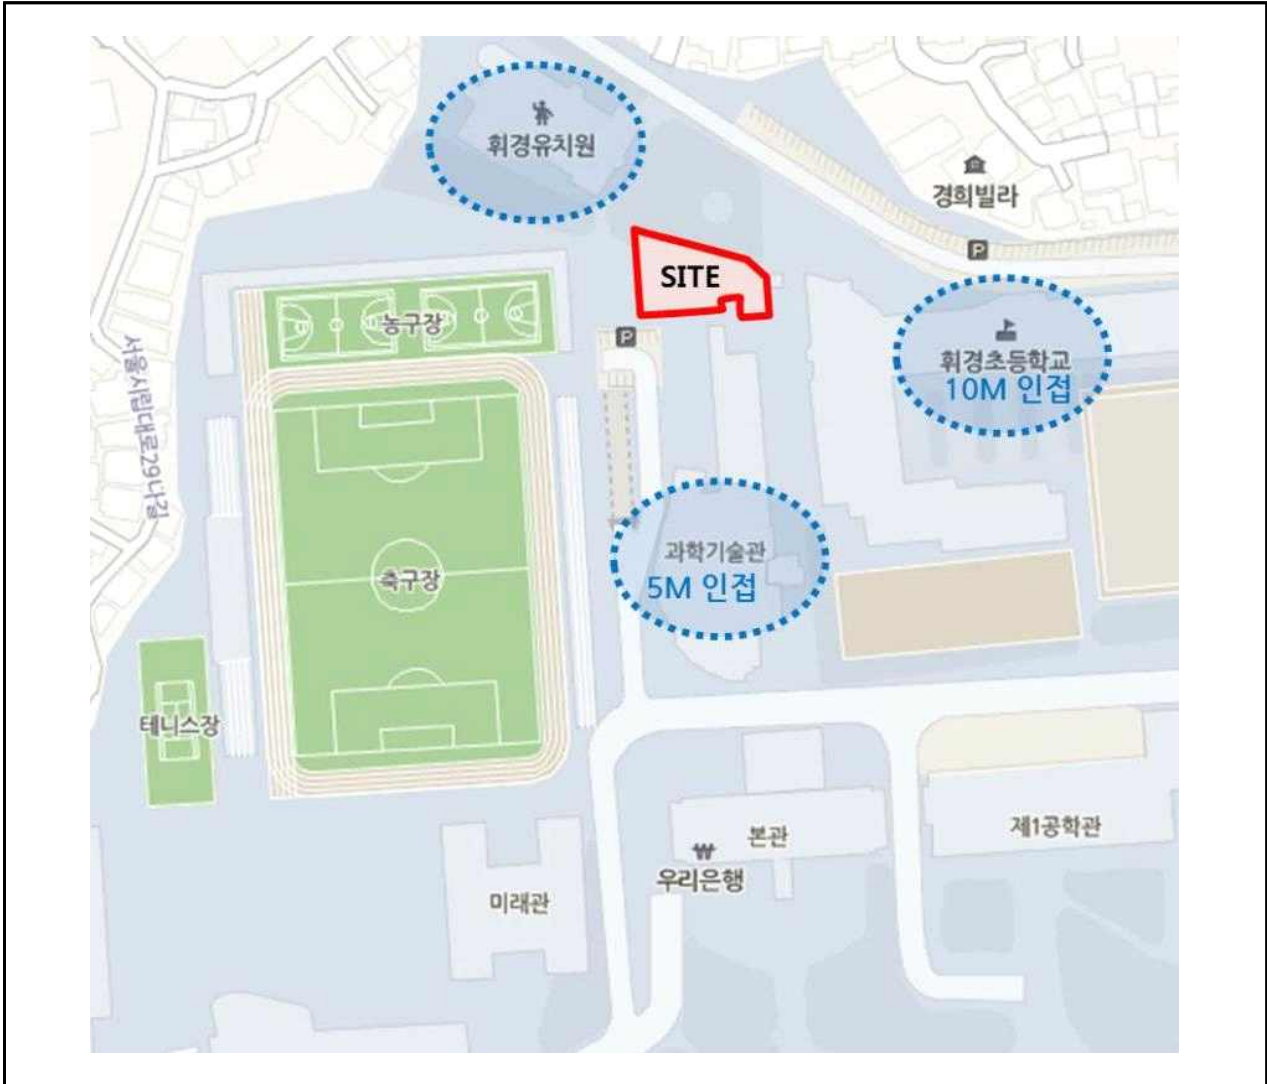 휘경유치원
경희빌라
P
SITE
농구장
P
휘경초등학교
10M 인접
서울시립대로29나길
과학기술관
5M 인접
축구장
테니스장
본관
제1공학관
우리은행
미래관